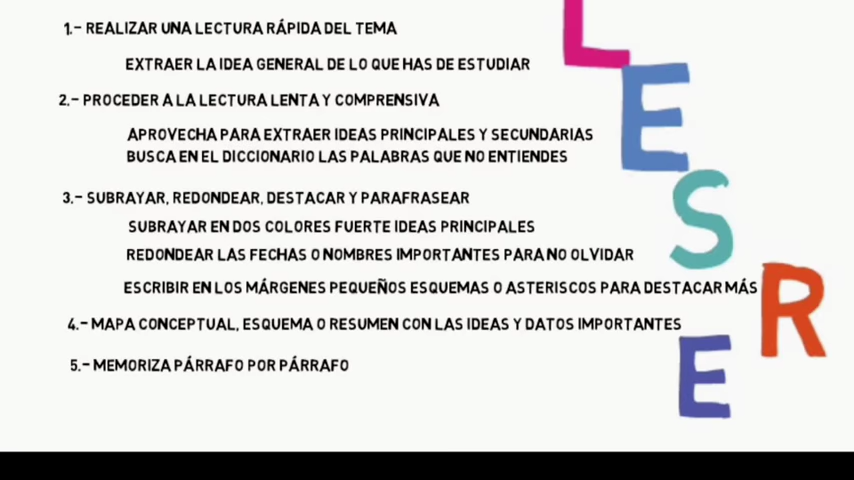 1.- REALIZAR UNA LECTURA RÁPIDA DEL TEMA
EXTRAER LA IDEA GENERAL DE LO QUE HAS DE ESTUDIAR
2.- PROCEDER A LA LECTURA LENTA Y COMPRENSIVA
APROVECHA PARA EXTRAER IDEAS PRINCIPALES Y SECUNDARIAS
BUSCA EN EL DICCIONARIO LAS PALABRAS QUE NO ENTIENDES
3.- SUBRAYAR, REDONDEAR, DESTACAR Y PARAFRASEAR
SUBRAYAR EN DOS COLORES FUERTE IDEAS PRINCIPALES
REDONDEAR LAS FECHAS O NOMBRES IMPORTANTES PARA NO OLVIDAR
ESCRIBIR EN LOS MÁRGENES PEQUEÑOS ESQUEMAS O ASTERISCOS PARA DESTACAR MÁS
4.- MAPA CONCEPTUAL, ESQUEMA O RESUMEN CON LAS IDEAS Y DATOS IMPORTANTES
5.- MEMORIZA PÁRRAFO POR PÁRRAFO
L
E
S
R
E